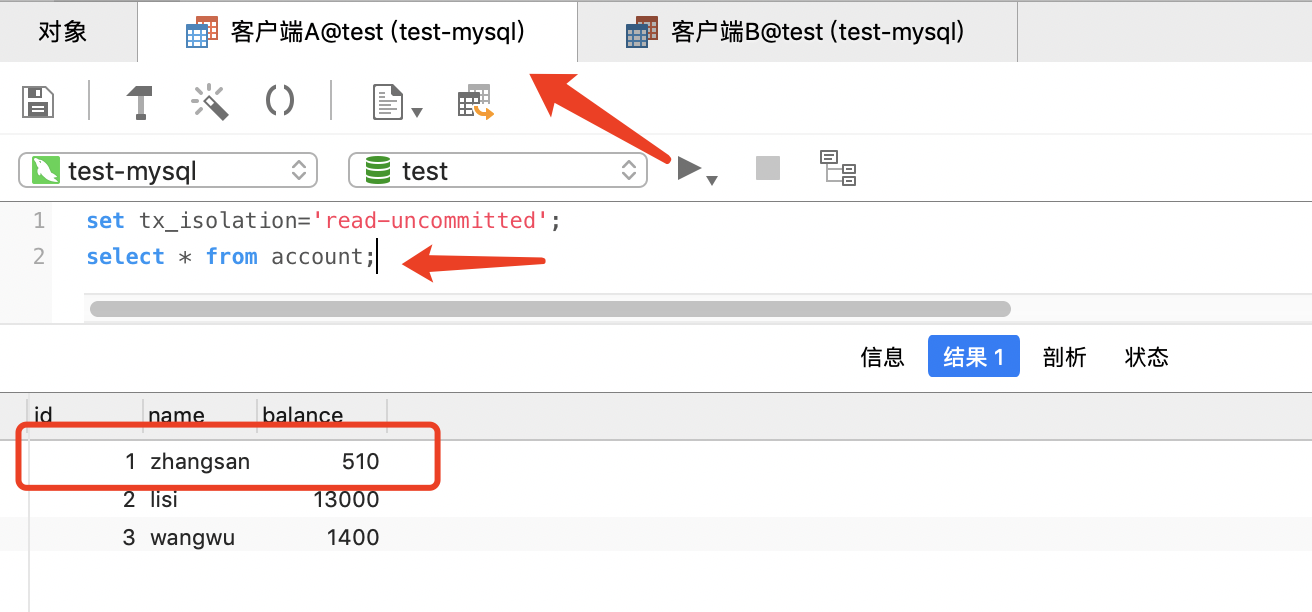 对象 客户端A@test (test-mysql) 客户端B@test (test-mysql)
test-mysql test
1 set tx_isolation='read-uncommitted';
2 select * from account;
信息 结果 1 剖析 状态
id name balance
1 zhangsan 510
2 lisi 13000
3 wangwu 1400